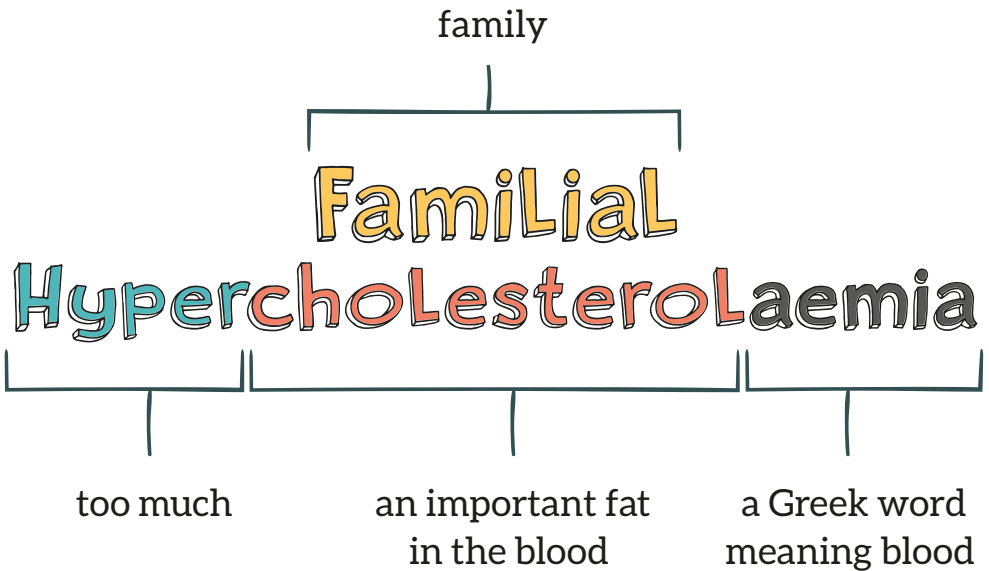 family
FamiLiaL
HyperchoLesteroLaemia
too much
an important fat
in the blood
a Greek word
meaning blood